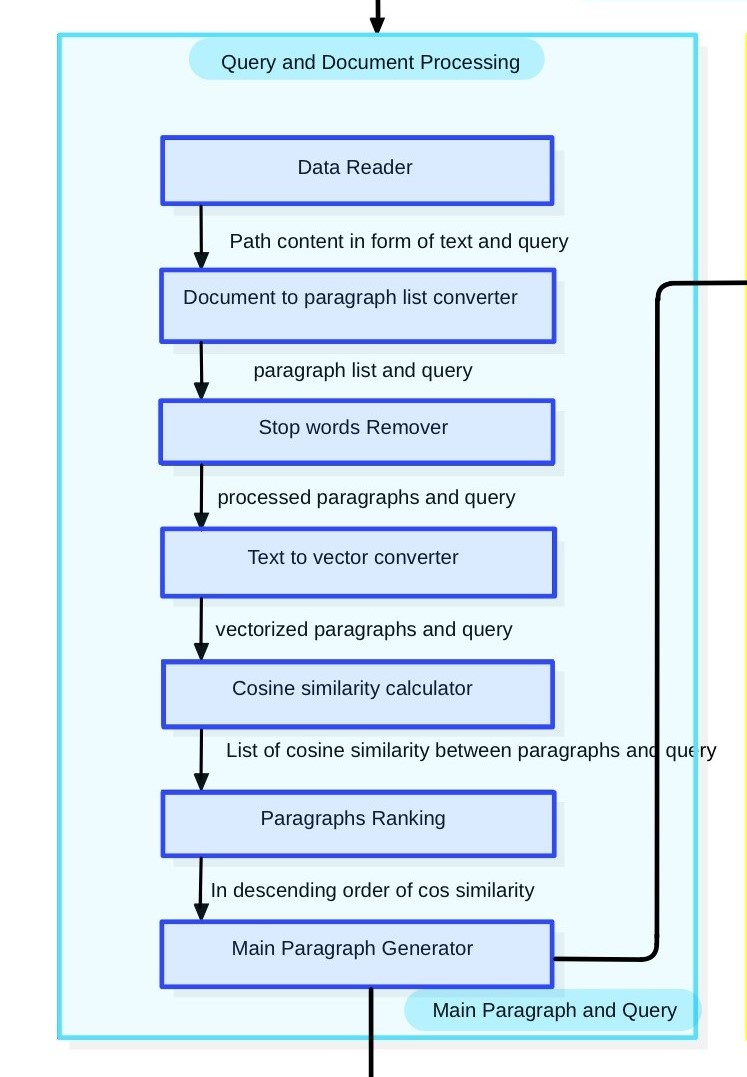 Query and Document Processing
Data Reader
Path content in form of text and query
Document to paragraph list converter
paragraph list and query
Stop words Remover
processed paragraphs and query
Text to vector converter
vectorized paragraphs and query
Cosine similarity calculator
List of cosine similarity between paragraphs and query
Paragraphs Ranking
In descending order of cos similarity
Main Paragraph Generator
Main Paragraph and Query